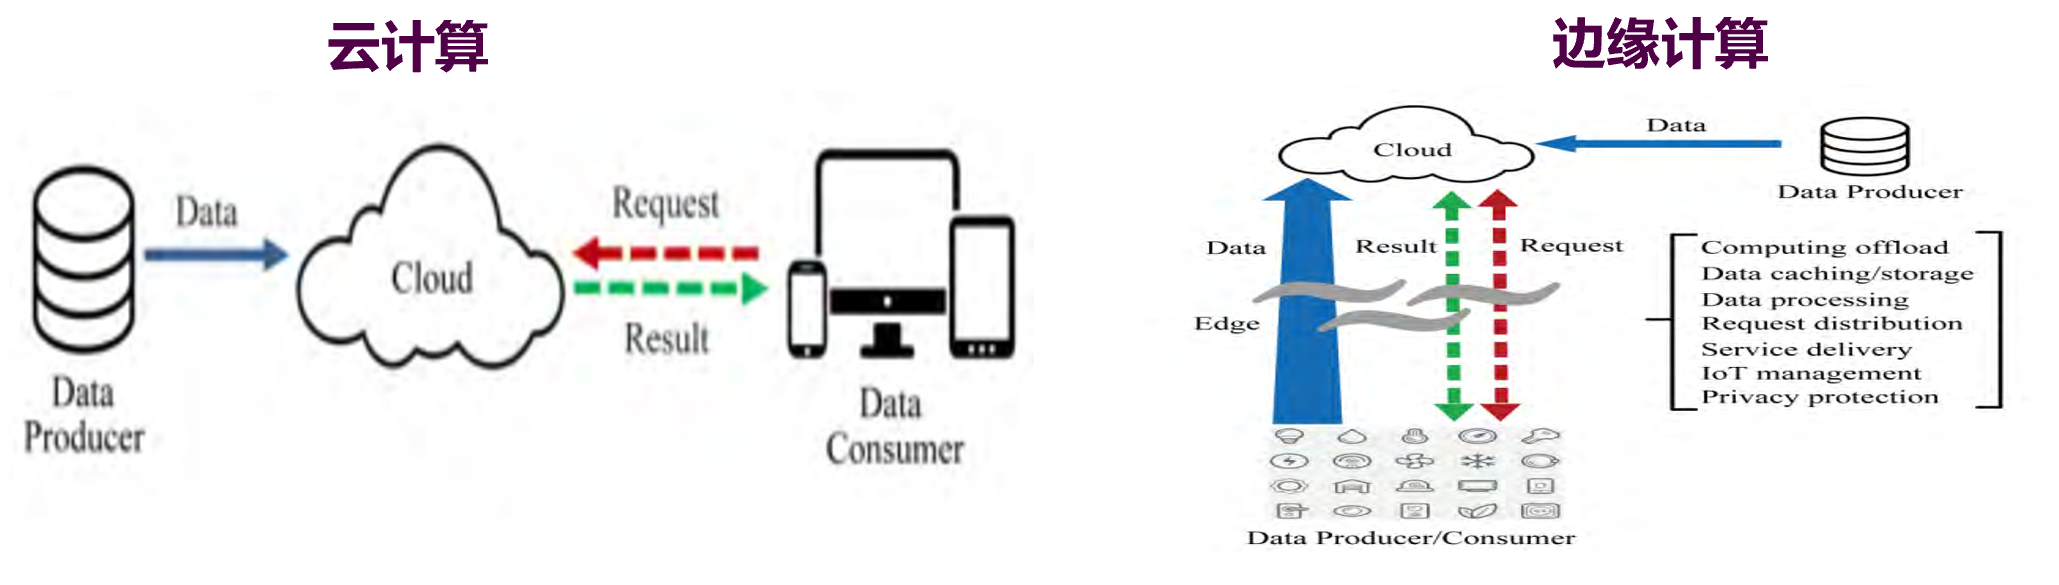 云计算
Data
Cloud
Request
Result
Data
Producer
Data
Consumer
边缘计算
Cloud
Data
Data Producer
Data
Result
Request
Edge
Computing offload
Data caching/storage
Data processing
Request distribution
Service delivery
IoT management
Privacy protection
Data Producer/Consumer